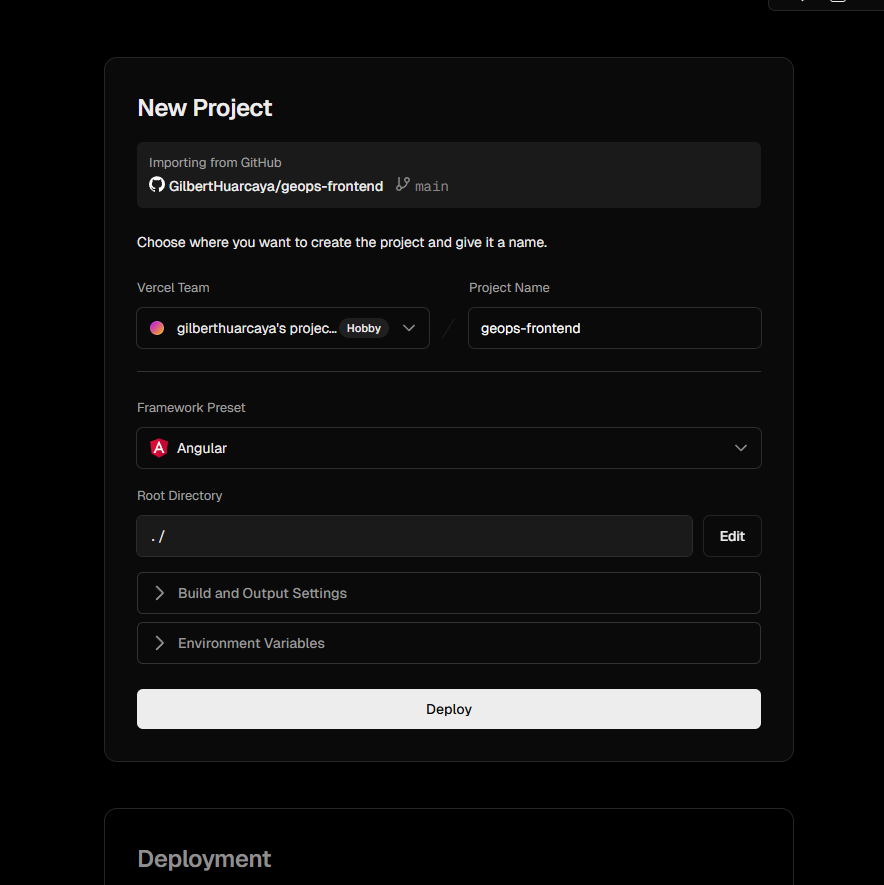 New Project
Importing from GitHub
GilbertHuarcaya/geops-frontend main
Choose where you want to create the project and give it a name.
Vercel Team
Project Name
gilberthuarcaya's projec... Hobby
/
geops-frontend
Framework Preset
Angular
Root Directory
./
Edit
Build and Output Settings
Environment Variables
Deploy
Deployment